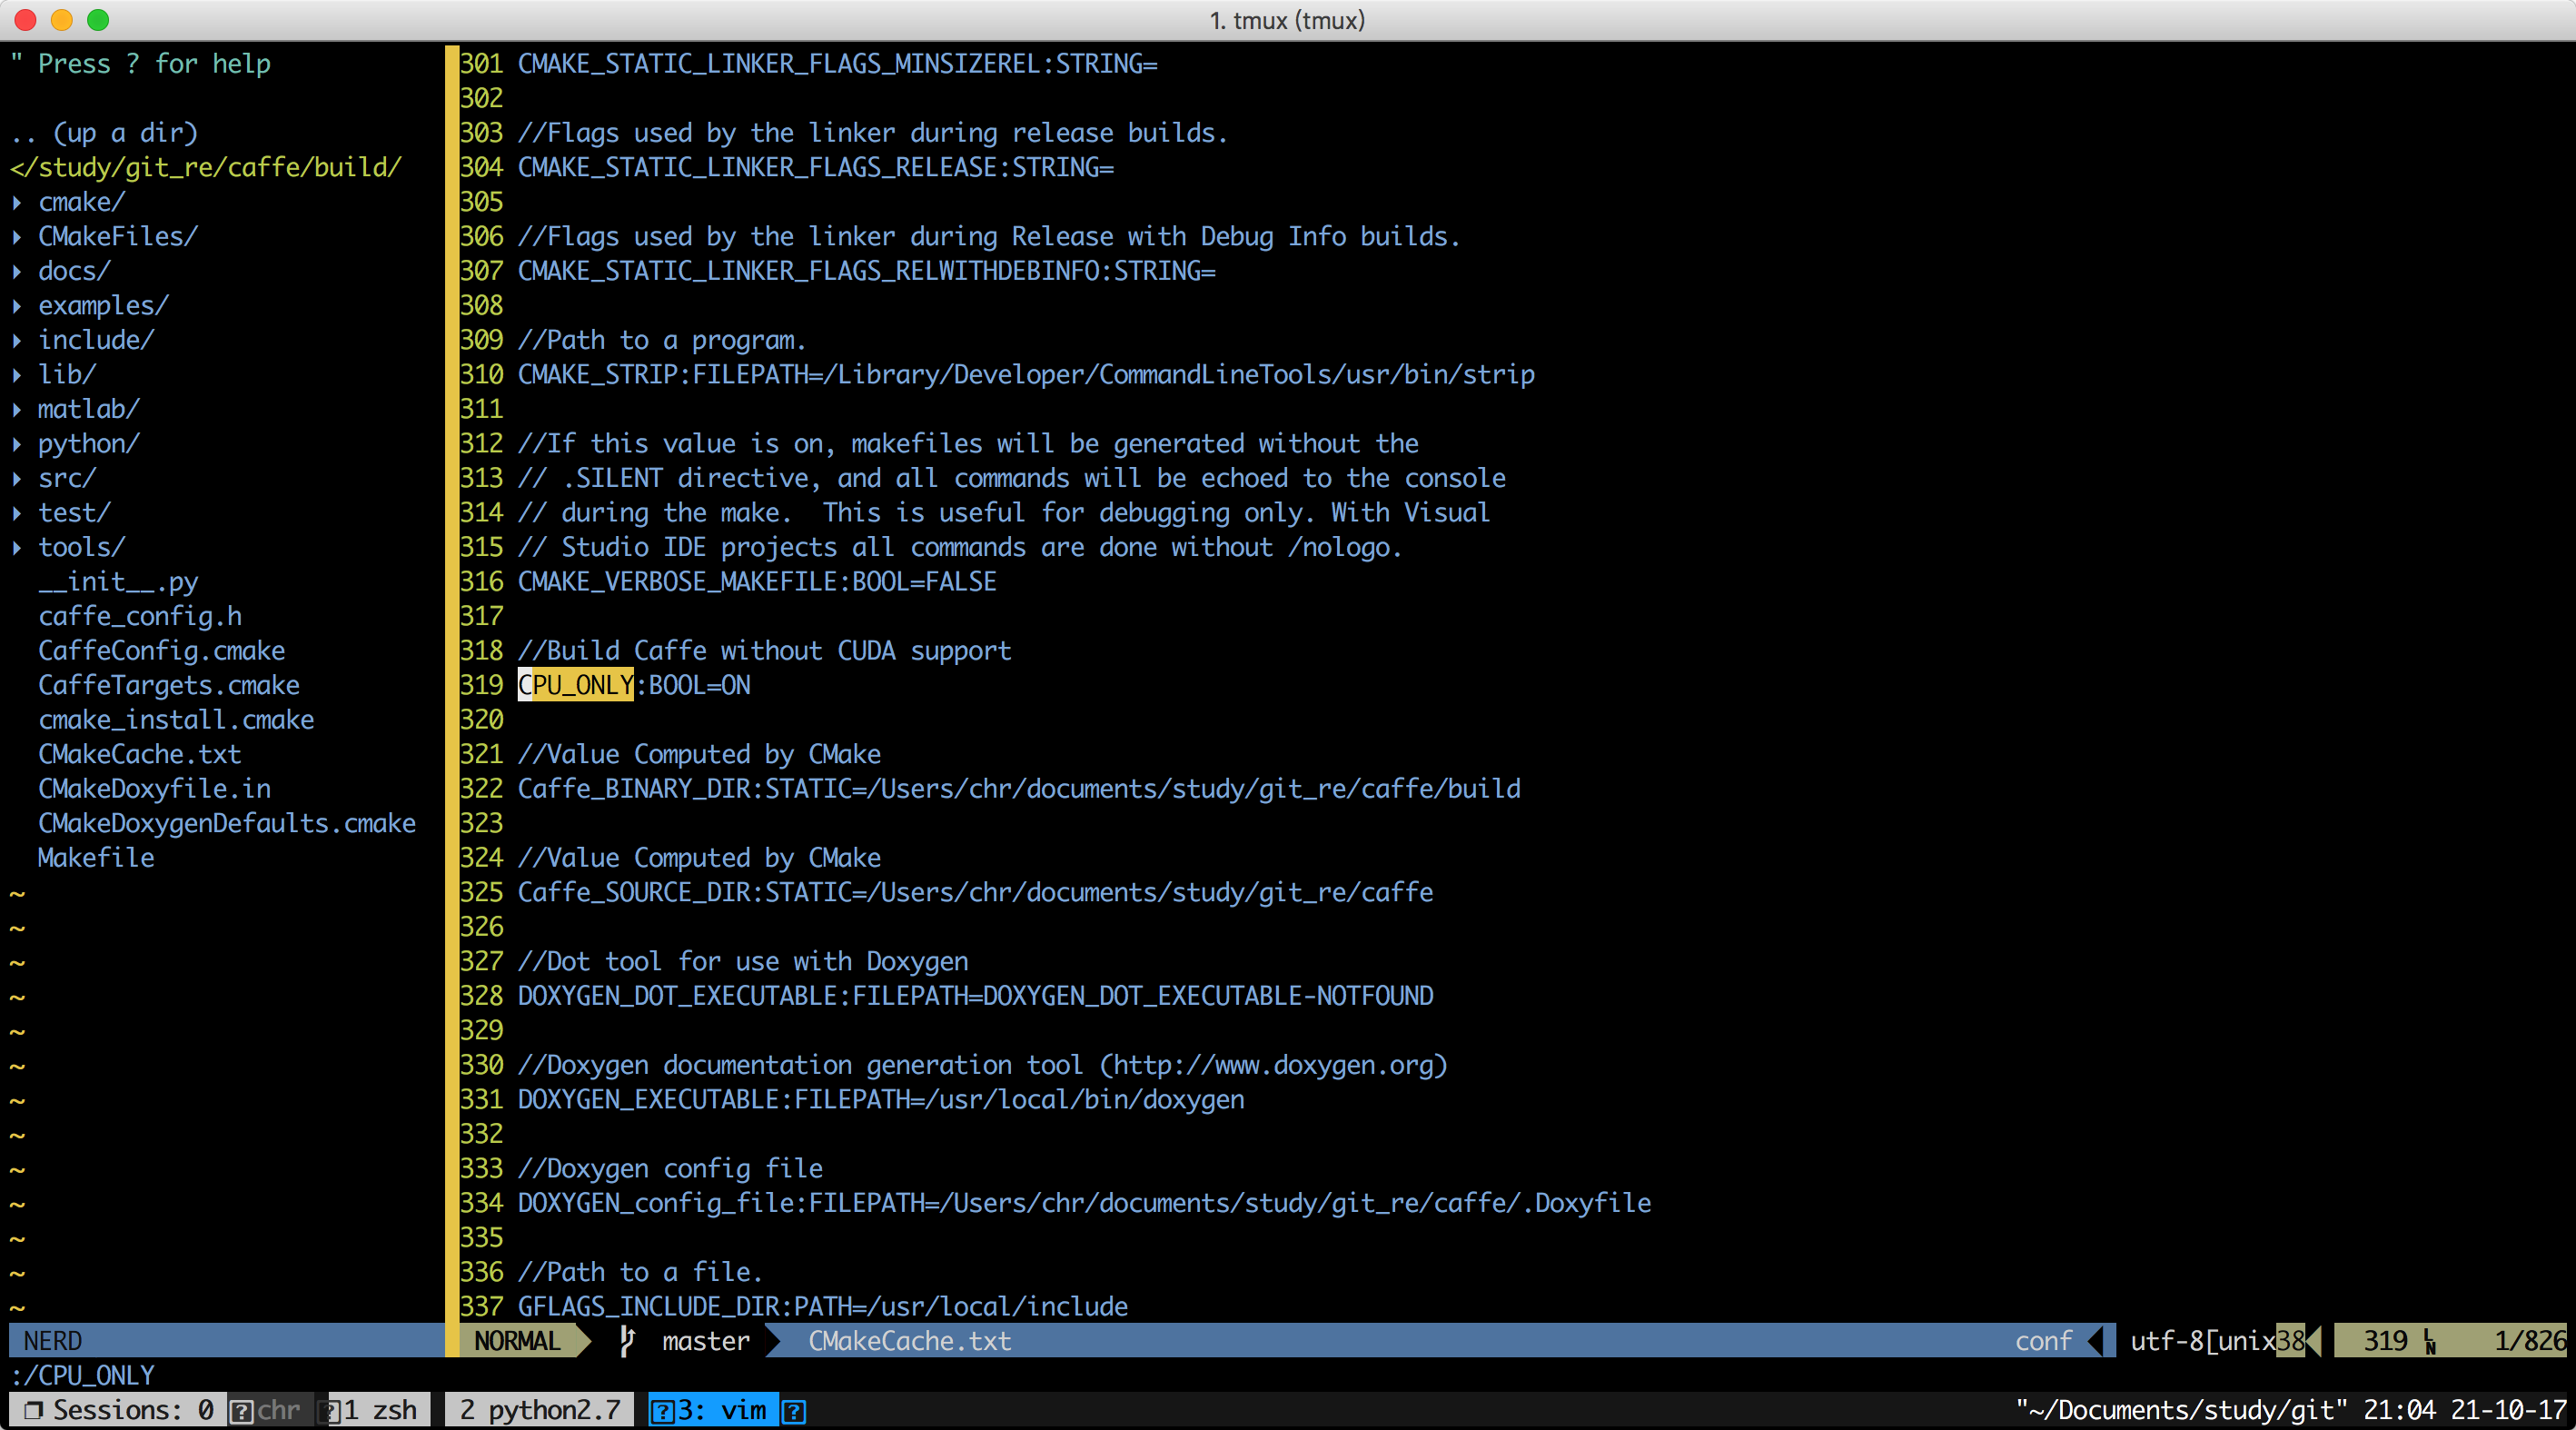 1. tmux (tmux)
" Press ? for help
.. (up a dir)
</study/git_re/caffe/build/
▸ cmake/
▸ CMakeFiles/
▸ docs/
▸ examples/
▸ include/
▸ lib/
▸ matlab/
▸ python/
▸ src/
▸ test/
▸ tools/
__init__.py
caffe_config.h
CaffeConfig.cmake
CaffeTargets.cmake
cmake_install.cmake
CMakeCache.txt
CMakeDoxyfile.in
CMakeDoxygenDefaults.cmake
Makefile
~
~
~
~
~
~
~
~
~
~
~
~
~
301 CMAKE_STATIC_LINKER_FLAGS_MINSIZEREL:STRING=
302
303 //Flags used by the linker during release builds.
304 CMAKE_STATIC_LINKER_FLAGS_RELEASE:STRING=
305
306 //Flags used by the linker during Release with Debug Info builds.
307 CMAKE_STATIC_LINKER_FLAGS_RELWITHDEBINFO:STRING=
308
309 //Path to a program.
310 CMAKE_STRIP:FILEPATH=/Library/Developer/CommandLineTools/usr/bin/strip
311
312 //If this value is on, makefiles will be generated without the
313 // .SILENT directive, and all commands will be echoed to the console
314 // during the make.  This is useful for debugging only. With Visual
315 // Studio IDE projects all commands are done without /nologo.
316 CMAKE_VERBOSE_MAKEFILE:BOOL=FALSE
317
318 //Build Caffe without CUDA support
319 CPU_ONLY:BOOL=ON
320
321 //Value Computed by CMake
322 Caffe_BINARY_DIR:STATIC=/Users/chr/documents/study/git_re/caffe/build
323
324 //Value Computed by CMake
325 Caffe_SOURCE_DIR:STATIC=/Users/chr/documents/study/git_re/caffe
326
327 //Dot tool for use with Doxygen
328 DOXYGEN_DOT_EXECUTABLE:FILEPATH=DOXYGEN_DOT_EXECUTABLE-NOTFOUND
329
330 //Doxygen documentation generation tool (http://www.doxygen.org)
331 DOXYGEN_EXECUTABLE:FILEPATH=/usr/local/bin/doxygen
332
333 //Doxygen config file
334 DOXYGEN_config_file:FILEPATH=/Users/chr/documents/study/git_re/caffe/.Doxyfile
335
336 //Path to a file.
337 GFLAGS_INCLUDE_DIR:PATH=/usr/local/include
NERD NORMAL master CMakeCache.txt conf utf-8[unix38 319 LN 1/826
:/CPU_ONLY
❐ Sessions: 0 ?chr ?1 zsh 2 python2.7 ?3: vim ? "~/Documents/study/git" 21:04 21-10-17